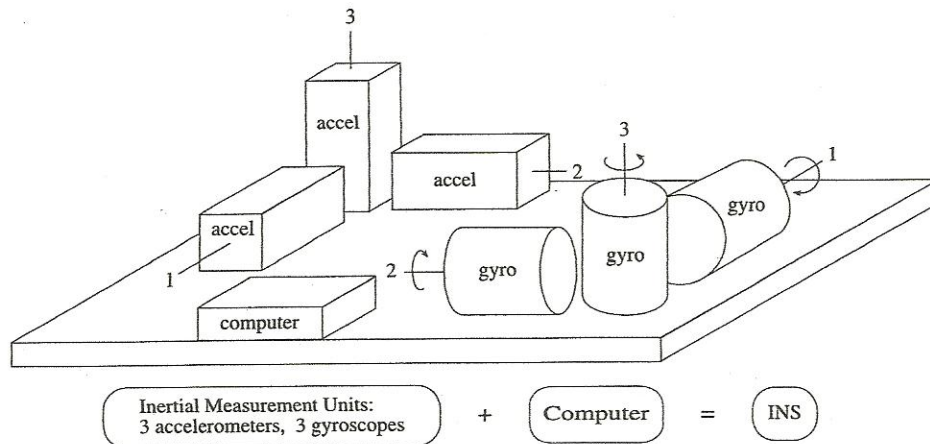 3
accel
accel
2
3
1
gyro
accel
1
2
gyro
gyro
computer
Inertial Measurement Units:
3 accelerometers, 3 gyroscopes
+
Computer
=
INS